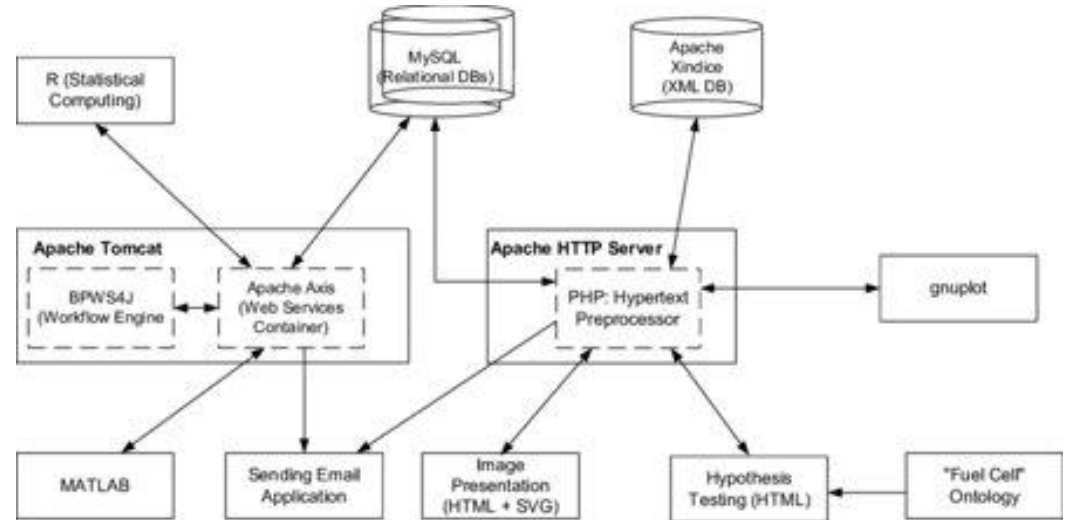 MySQL
(Relational DBs)
Apache
Xindice
(XML DB)
R (Statistical
Computing)
Apache Tomcat
BPWS4J
(Workflow Engine
Apache Axis
(Web Services
Container)
Apache HTTP Server
PHP: Hypertext
Preprocessor
gnuplot
MATLAB
Sending Email
Application
Image
Presentation
(HTML + SVG)
Hypothesis
Testing (HTML)
"Fuel Cell"
Ontology